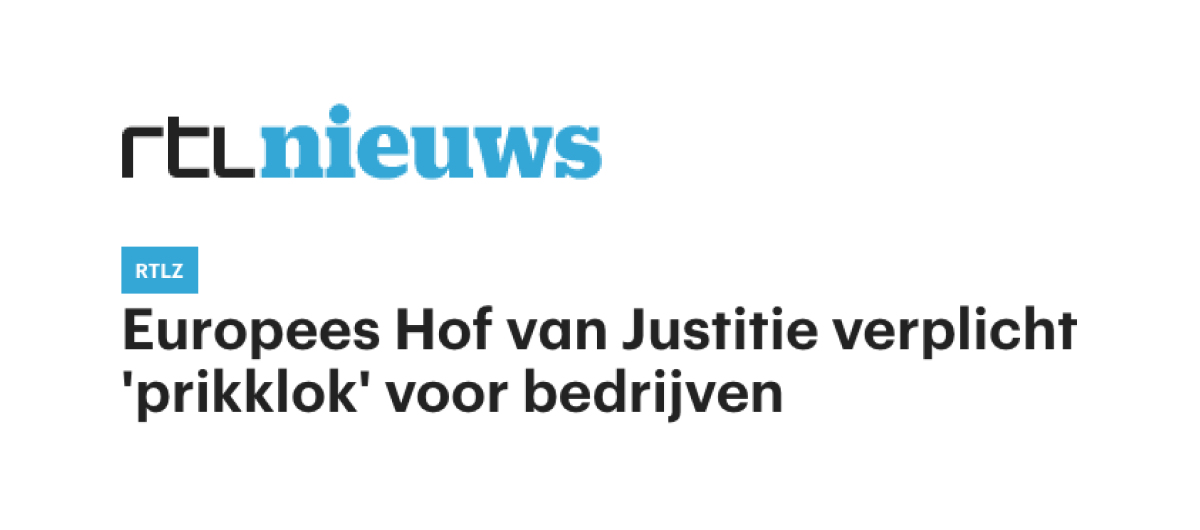 rtlnieuws
RTLZ
Europees Hof van Justitie verplicht
'prikklok' voor bedrijven